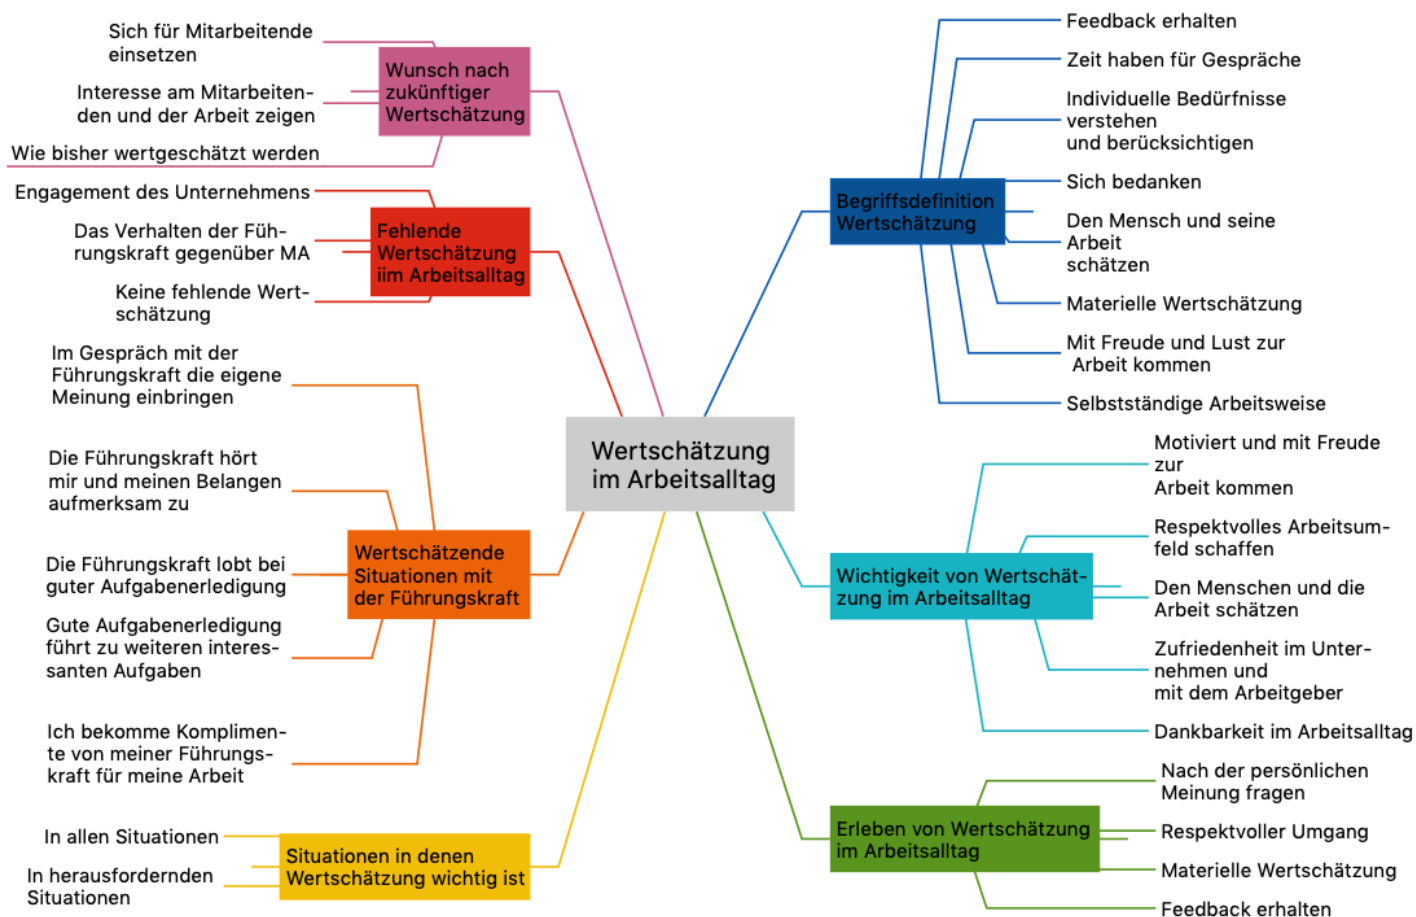 Wertschätzung
im Arbeitsalltag
Wunsch nach
zukünftiger
Wertschätzung
Sich für Mitarbeitende
einsetzen
Interesse am Mitarbeiten-
den und der Arbeit zeigen
Wie bisher wertgeschätzt werden
Fehlende
Wertschätzung
iim Arbeitsalltag
Engagement des Unternehmens
Das Verhalten der Füh-
rungskraft gegenüber MA
Keine fehlende Wert-
schätzung
Wertschätzende
Situationen mit
der Führungskraft
Im Gespräch mit der
Führungskraft die eigene
Meinung einbringen
Die Führungskraft hört
mir und meinen Belangen
aufmerksam zu
Die Führungskraft lobt bei
guter Aufgabenerledigung
Gute Aufgabenerledigung
führt zu weiteren interes-
santen Aufgaben
Ich bekomme Komplimen-
te von meiner Führungs-
kraft für meine Arbeit
Situationen in denen
Wertschätzung wichtig ist
In allen Situationen
In herausfordernden
Situationen
Begriffsdefinition
Wertschätzung
Feedback erhalten
Zeit haben für Gespräche
Individuelle Bedürfnisse
verstehen
und berücksichtigen
Sich bedanken
Den Mensch und seine
Arbeit
schätzen
Materielle Wertschätzung
Mit Freude und Lust zur
Arbeit kommen
Selbstständige Arbeitsweise
Wichtigkeit von Wertschät-
zung im Arbeitsalltag
Motiviert und mit Freude
zur
Arbeit kommen
Respektvolles Arbeitsum-
feld schaffen
Den Menschen und die
Arbeit schätzen
Zufriedenheit im Unter-
nehmen und
mit dem Arbeitgeber
Dankbarkeit im Arbeitsalltag
Erleben von Wertschätzung
im Arbeitsalltag
Nach der persönlichen
Meinung fragen
Respektvoller Umgang
Materielle Wertschätzung
Feedback erhalten